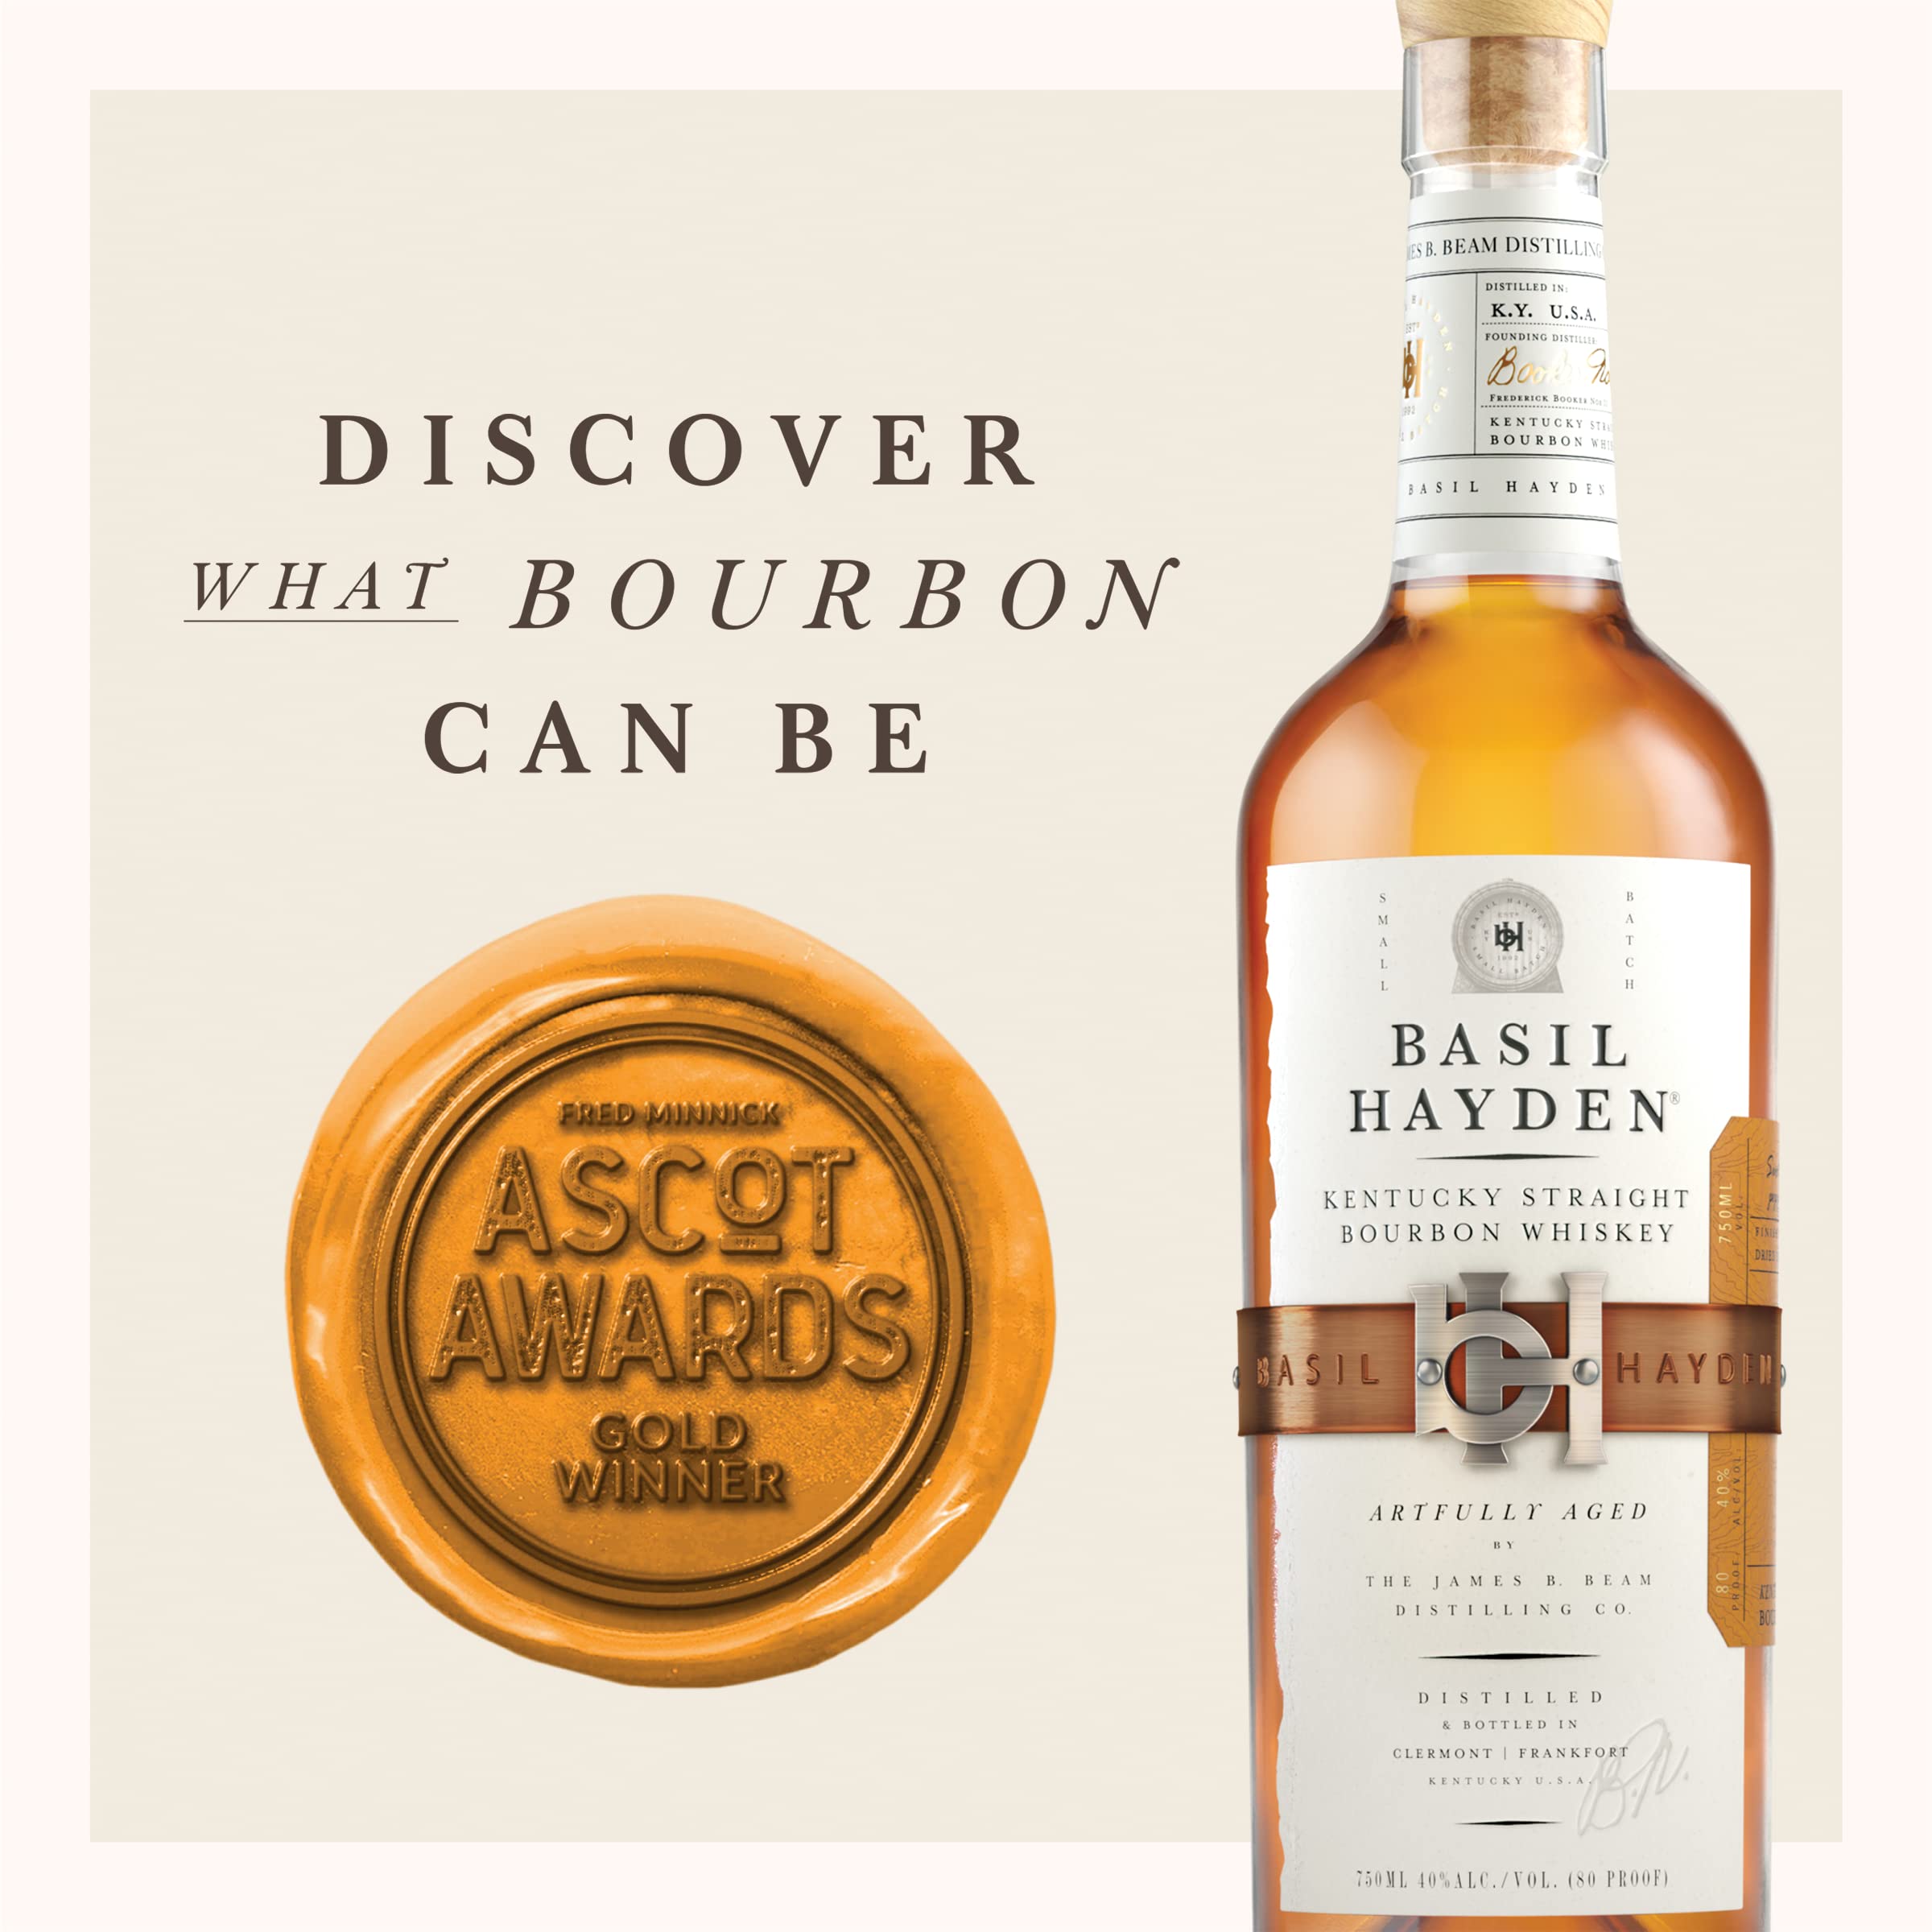 DISCOVER
WHAT BOURBON
CAN BE
FRED MINNICK
ASCOT
AWARDS
GOLD
WINNER
B. BEAM DISTILLING
DISTILLED IN:
K.Y. U.S.A.
FOUNDING DISTILLER
FREDERICK BOOKER
KENTUCKY
BOURBON
BASIL HAYDEN
SMALL
BATCH
BASIL
HAYDEN®
KENTUCKY STRAIGHT
BOURBON WHISKEY
750ML
VOL.
BASIL HAYDEN
80 PROOF
40% ALC/VOL
ARTFULLY AGED
BY
THE JAMES B. BEAM
DISTILLING CO.
DISTILLED
& BOTTLED IN
CLERMONT | FRANKFORT
KENTUCKY U.S.A.
750ML 40%ALC./VOL. (80 PROOF)